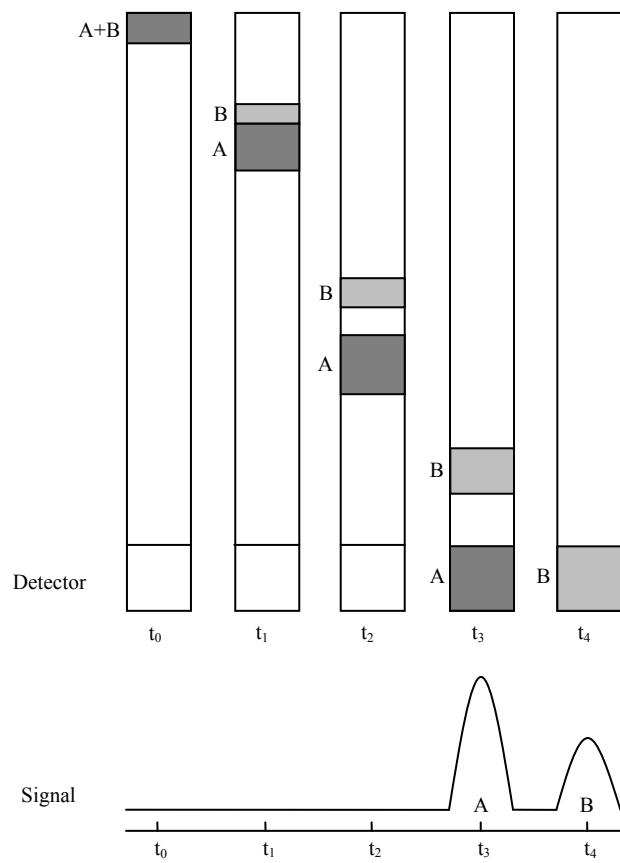 A+B
B
A
B
A
B
Detector A B
t₀ t₁ t₂ t₃ t₄
Signal A B
t₀ t₁ t₂ t₃ t₄